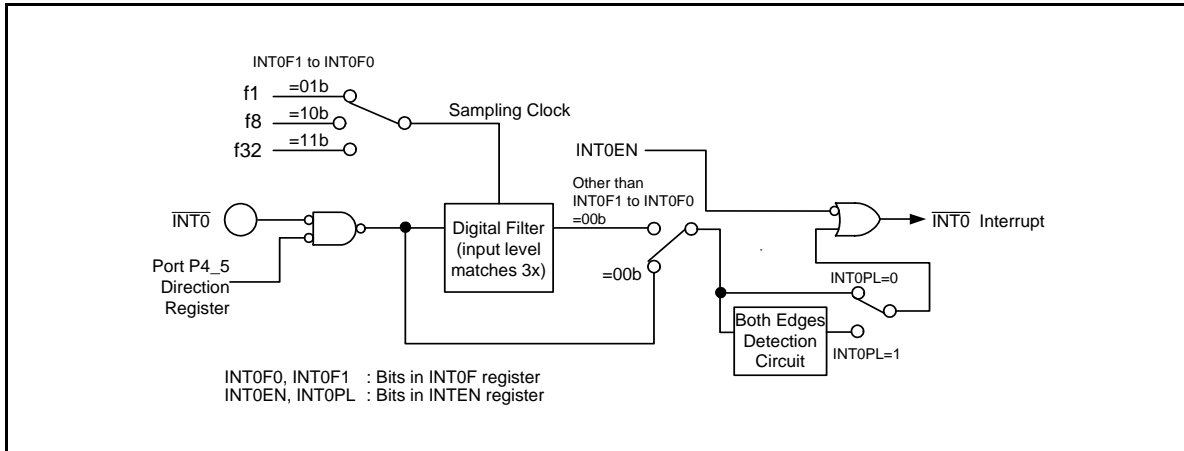 INT0F1 to INT0F0
f1
=01b
f8
=10b
f32
=11b
Sampling Clock
INT0EN
Other than
INT0F1 to INT0F0
=00b
INT0
Digital Filter
(input level
matches 3x)
INT0 Interrupt
Port P4_5
Direction
Register
=00b
INT0PL=0
Both Edges
Detection
Circuit
INT0PL=1
INT0F0, INT0F1 : Bits in INT0F register
INT0EN, INT0PL : Bits in INTEN register